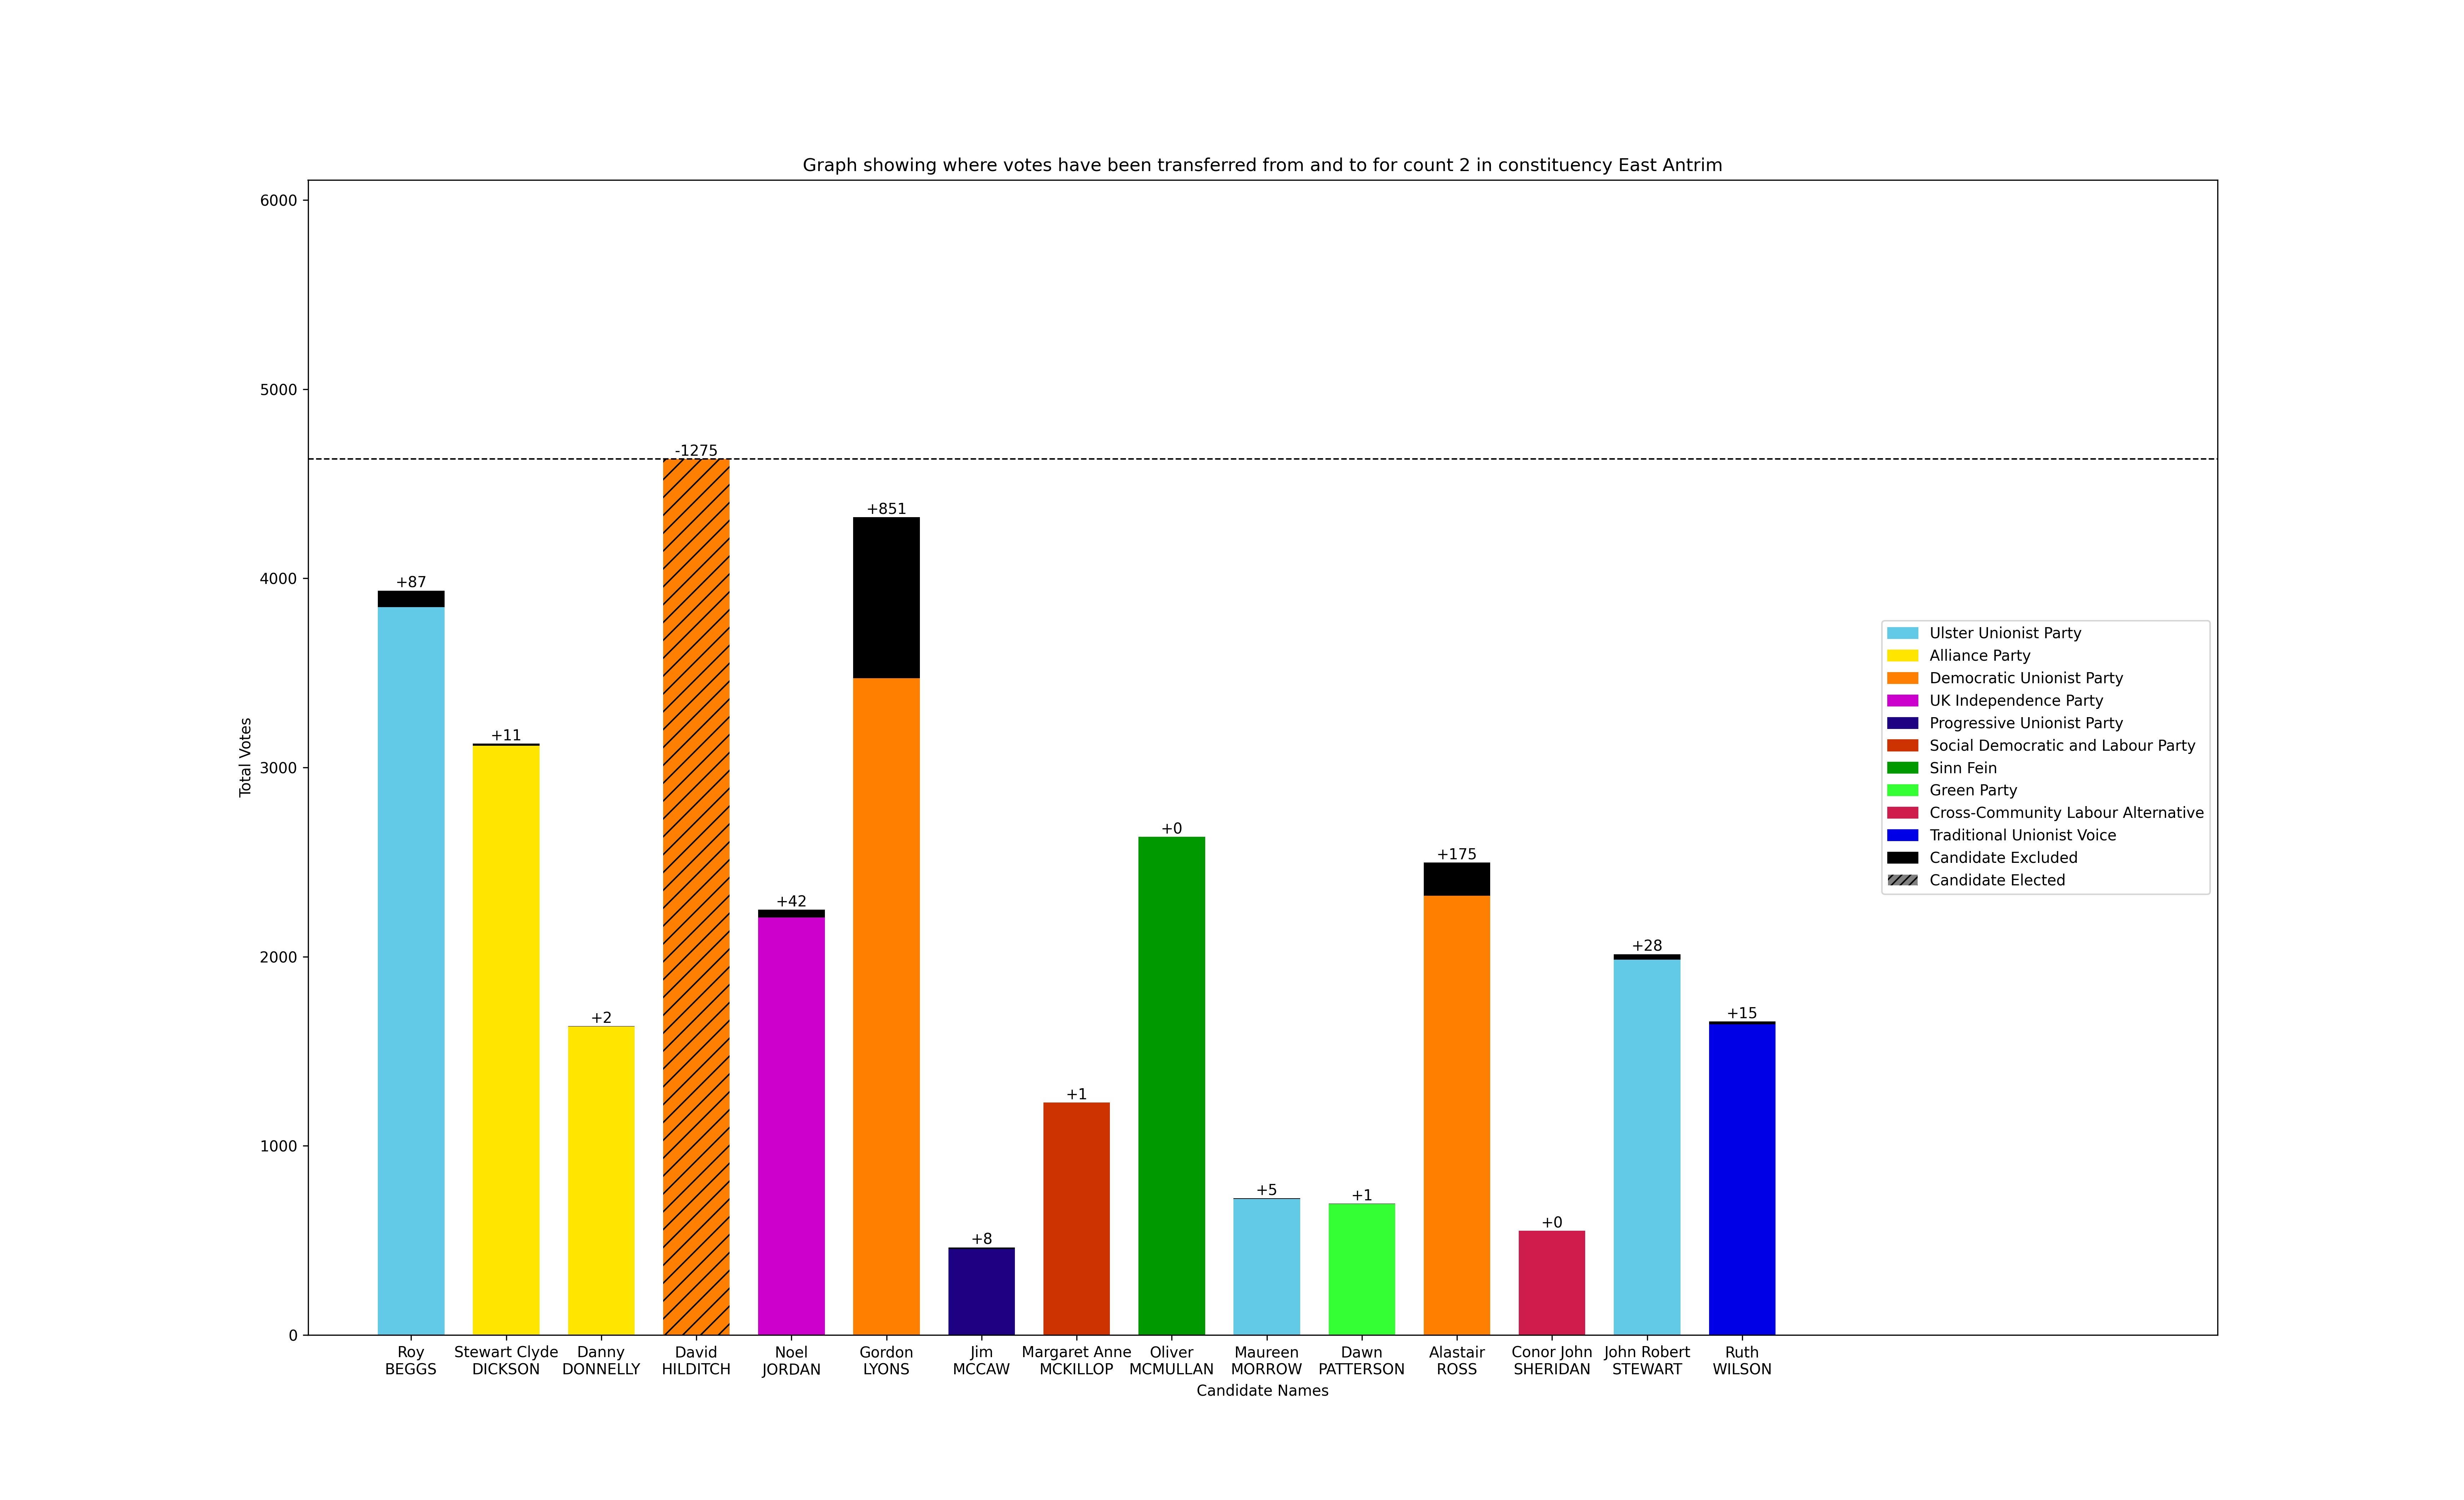 Graph showing where votes have been transferred from and to for count 2 in constituency East Antrim
6000
5000
4000
3000
2000
1000
0
Total Votes
+87
+11
+2
-1275
+42
+851
+8
+1
+0
+5
+1
+175
+0
+28
+15
Ulster Unionist Party
Alliance Party
Democratic Unionist Party
UK Independence Party
Progressive Unionist Party
Social Democratic and Labour Party
Sinn Fein
Green Party
Cross-Community Labour Alternative
Traditional Unionist Voice
Candidate Excluded
Candidate Elected
Roy
BEGGS
Stewart Clyde
DICKSON
Danny
DONNELLY
David
HILDITCH
Noel
JORDAN
Gordon
LYONS
Jim
MCCAW
Margaret Anne
MCKILLOP
Oliver
MCMULLAN
Maureen
MORROW
Dawn
PATTERSON
Alastair
ROSS
Conor John
SHERIDAN
John Robert
STEWART
Ruth
WILSON
Candidate Names